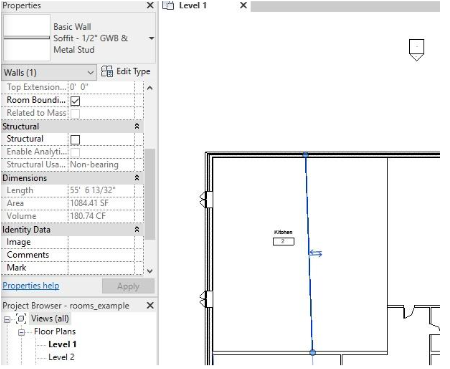 Properties
Basic Wall
Soffit - 1/2" GWB &
Metal Stud
Walls (1)
Edit Type
Top Extension... 0' 0"
Room Boundi...
Related to Mass
Structural
Structural
Enable Analyti...
Structural Usa... Non-bearing
Dimensions
Length 55' 6 13/32"
Area 1084.41 SF
Volume 180.74 CF
Identity Data
Image
Comments
Mark
Properties help
Apply
Project Browser - rooms_example
Views (all)
Floor Plans
Level 1
Level 2
Level 1
Kitchen
2